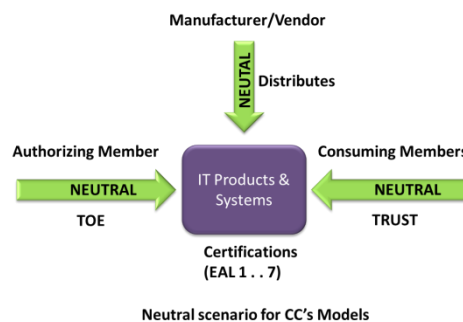 Manufacturer/Vendor
NEUTAL
Distributes
Authorizing Member
Consuming Members
NEUTRAL
IT Products &
Systems
NEUTRAL
TOE
TRUST
Certifications
(EAL 1 . . 7)
Neutral scenario for CC's Models